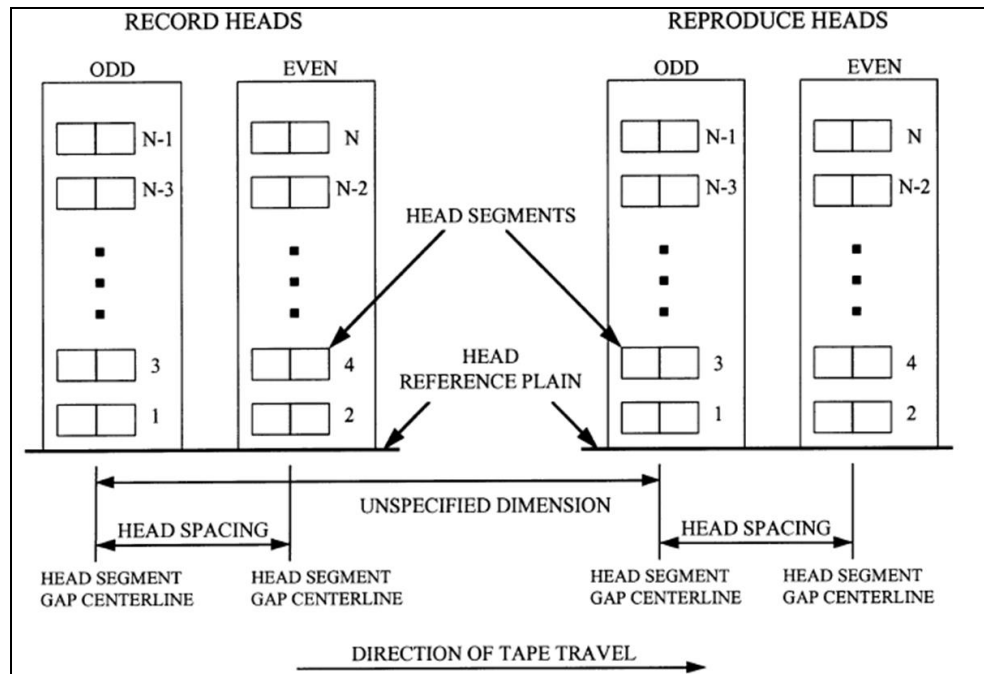 RECORD HEADS
REPRODUCE HEADS
ODD
EVEN
ODD
EVEN
N-1
N
N-1
N
N-3
N-2
N-3
N-2
HEAD SEGMENTS
3
4
HEAD
REFERENCE PLAIN
3
4
1
2
1
2
UNSPECIFIED DIMENSION
HEAD SPACING
HEAD SPACING
HEAD SEGMENT
GAP CENTERLINE
HEAD SEGMENT
GAP CENTERLINE
HEAD SEGMENT
GAP CENTERLINE
HEAD SEGMENT
GAP CENTERLINE
DIRECTION OF TAPE TRAVEL